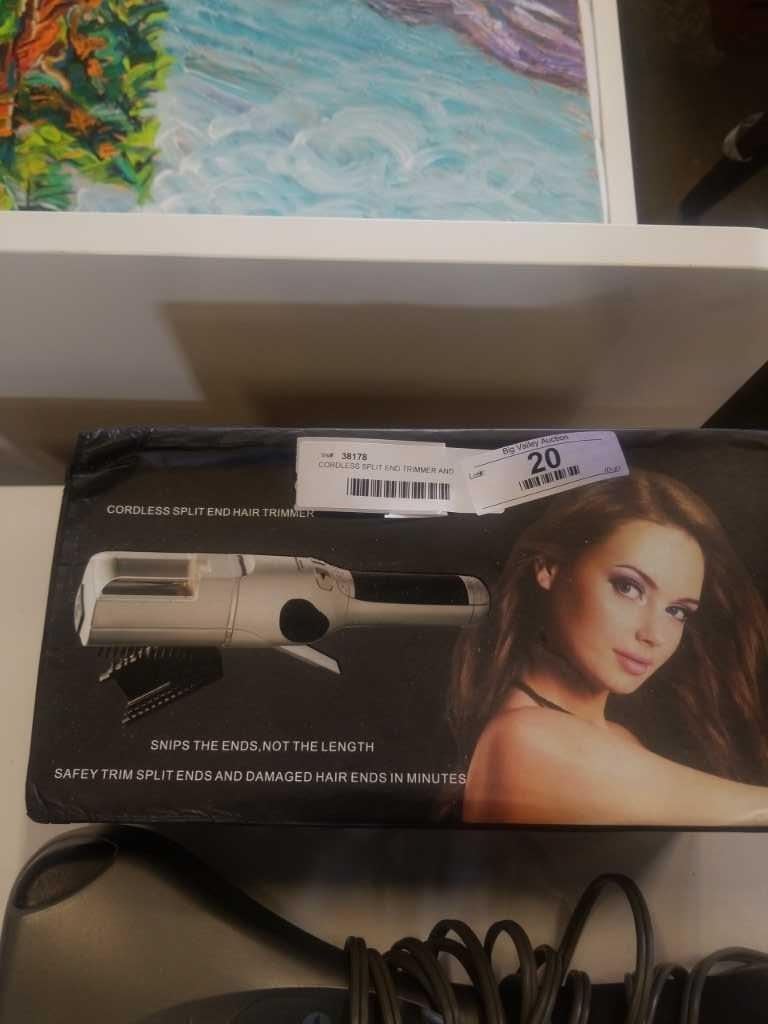 38178
CORDLESS SPLIT END TRIMMER AND
Big Valley Auction
Lot#:
20
CORDLESS SPLIT END HAIR TRIMMER
SNIPS THE ENDS,NOT THE LENGTH
SAFEY TRIM SPLIT ENDS AND DAMAGED HAIR ENDS IN MINUTES